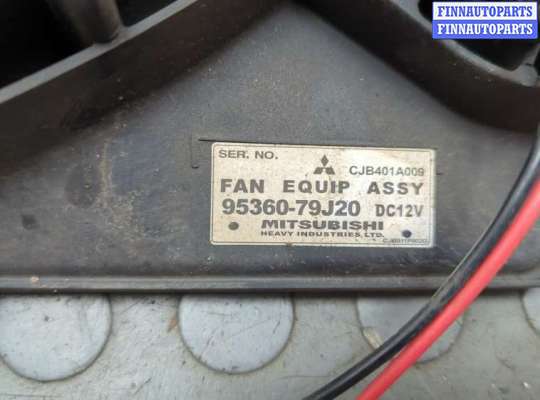 FINNAUTOPARTS
FINNAUTOPARTS
SER. NO.
CJB401A009
FAN EQUIP ASSY
95360-79J20 DC12V
MITSUBISHI
HEAVY INDUSTRIES, LTD.